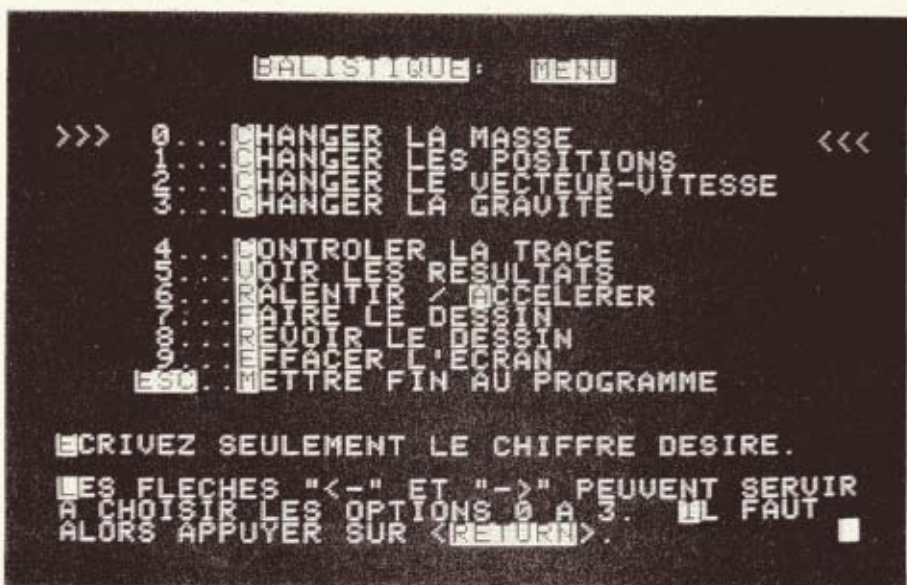 BALISTIQUE: MENU
>>> 0...CHANGER LA MASSE <<<
1...CHANGER LES POSITIONS
2...CHANGER LE VECTEUR-VITESSE
3...CHANGER LA GRAVITE
4...CONTROLER LA TRACE
5...VOIR LES RESULTATS
6...RALENTIR / ACCELERER
7...FAIRE LE DESSIN
8...REVOIR LE DESSIN
9...EFFACER L'ECRAN
ESC..METTRE FIN AU PROGRAMME
ECRIVEZ SEULEMENT LE CHIFFRE DESIRE.
LES FLECHES "<-" ET "->" PEUVENT SERVIR
A CHOISIR LES OPTIONS 0 A 3. IL FAUT
ALORS APPUYER SUR <RETURN>.